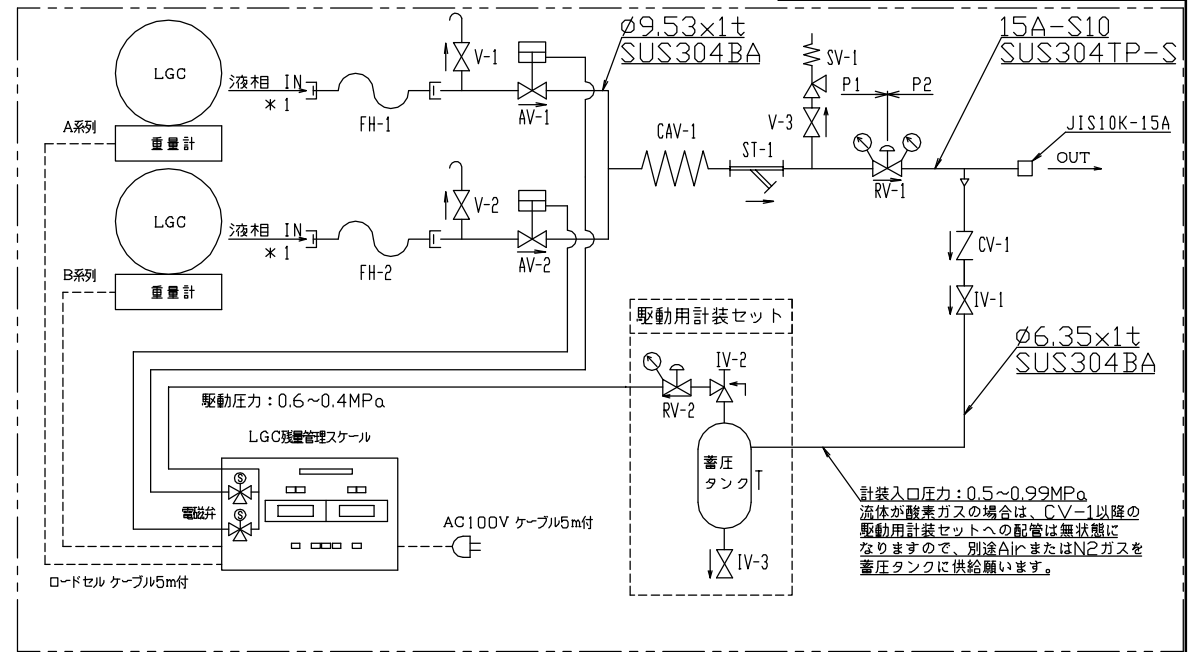 LGC
液相 IN
＊1
A系列
重量計
FH-1
V-1
AV-1
ø9.53x1t
SUS304BA
SV-1
V-3
P1
P2
15A-S10
SUS304TP-S
JIS10K-15A
OUT
CAV-1
ST-1
RV-1
LGC
液相 IN
＊1
B系列
重量計
FH-2
V-2
AV-2
CV-1
IV-1
駆動用計装セット
ø6.35x1t
SUS304BA
IV-2
RV-2
駆動圧力：0.6～0.4MPa
LGC残量管理スケール
蓄圧
タンク
T
電磁弁
S
S
AC100V ケーブル5m付
計装入口圧力：0.5～0.99MPa
流体が酸素ガスの場合は、CV-1以降の
駆動用計装セットへの配管は無状態に
なりますので、別途AirまたはN2ガスを
蓄圧タンクに供給願います。
IV-3
ロードセル ケーブル5m付